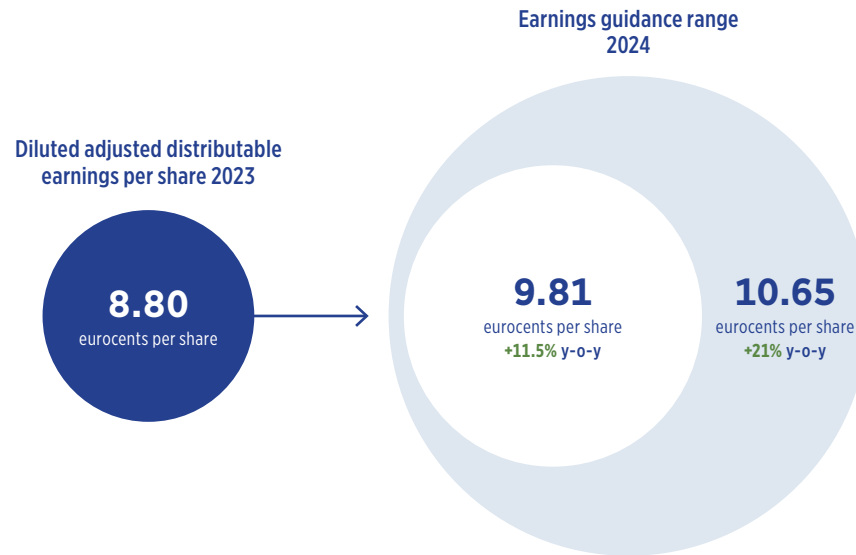 Diluted adjusted distributable
earnings per share 2023
8.80
eurocents per share
Earnings guidance range
2024
9.81
eurocents per share
+11.5% y-o-y
10.65
eurocents per share
+21% y-o-y